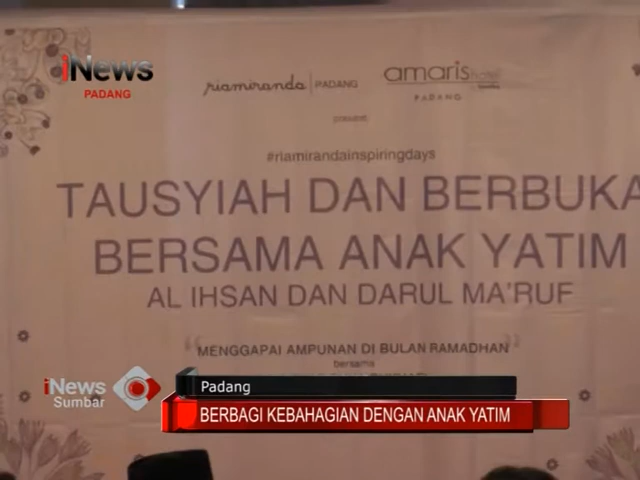 iNews
PADANG
riamiranda | PADANG
amaris hotel
PADANG
present
#riamirandainspiringdays
TAUSYIAH DAN BERBUKA
BERSAMA ANAK YATIM
AL IHSAN DAN DARUL MA'RUF
"MENGGAPAI AMPUNAN DI BULAN RAMADHAN"
bersama
iNews
Sumbar
Padang
BERBAGI KEBAHAGIAN DENGAN ANAK YATIM